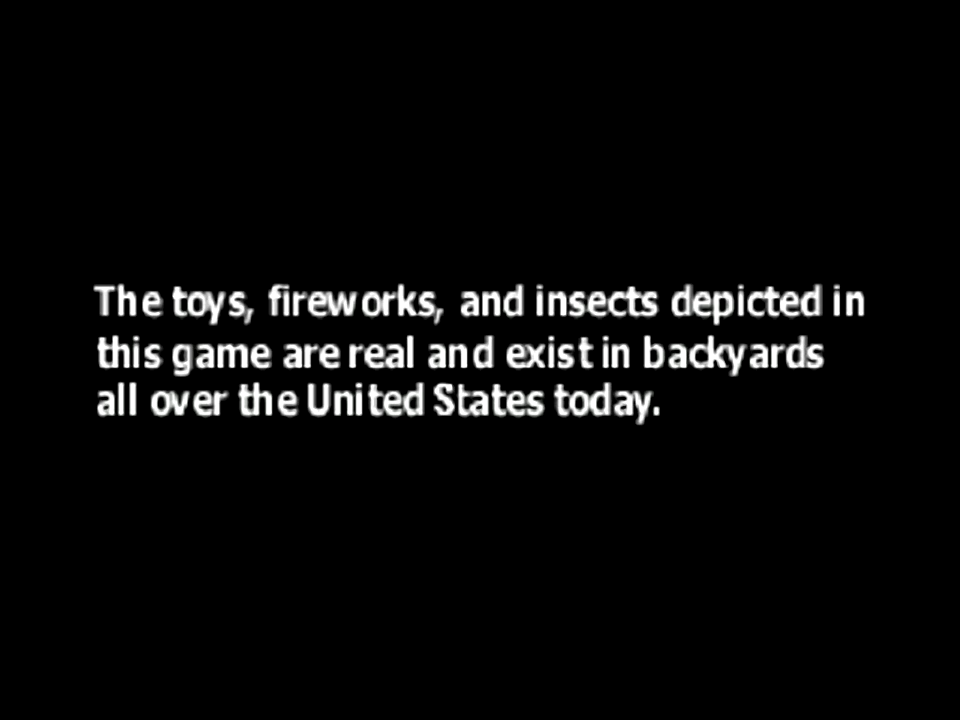 The toys, fireworks, and insects depicted in
this game are real and exist in backyards
all over the United States today.